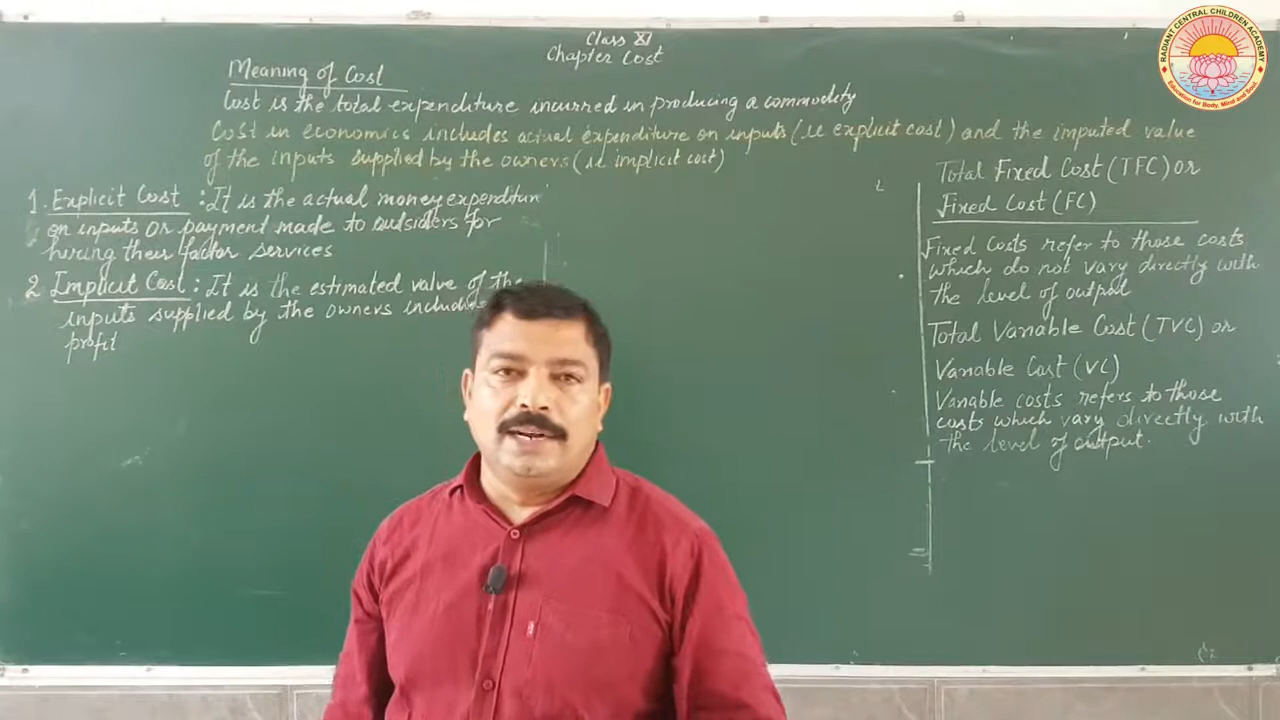 Class XI
Chapter Cost
Meaning of Cost
Cost is the total expenditure incurred in producing a commodity
Cost in economics includes actual expenditure on inputs (ie explicit cost) and the imputed value
of the inputs supplied by the owners (ie implicit cost)
1. Explicit Cost : It is the actual money expenditure
on inputs or payment made to outsiders for
hiring their factor services
2 Implicit Cost : It is the estimated value of the
inputs supplied by the owners
profit
Total Fixed Cost (TFC) or
Fixed Cost (FC)
Fixed Costs refer to those costs
which do not vary directly with
the level of output
Total Variable Cost (TVC) or
Variable Cost (VC)
Variable costs refers to those
costs which vary directly with
the level of output.
RADIANT CENTRAL CHILDREN ACADEMY
Education for Body, Mind and Soul